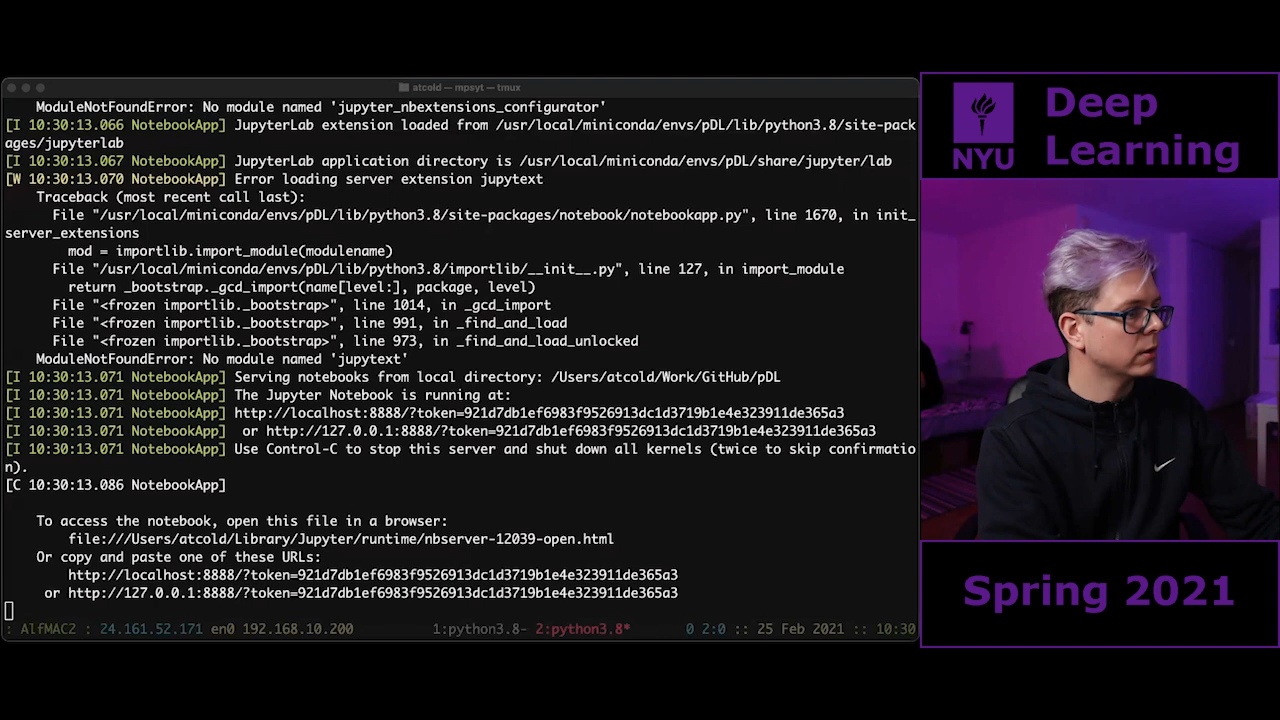 atcold — mpsyt — tmux
ModuleNotFoundError: No module named 'jupyter_nbextensions_configurator'
[I 10:30:13.066 NotebookApp] JupyterLab extension loaded from /usr/local/miniconda/envs/pDL/lib/python3.8/site-pack
ages/jupyterlab
[I 10:30:13.067 NotebookApp] JupyterLab application directory is /usr/local/miniconda/envs/pDL/share/jupyter/lab
[W 10:30:13.070 NotebookApp] Error loading server extension jupytext
Traceback (most recent call last):
File "/usr/local/miniconda/envs/pDL/lib/python3.8/site-packages/notebook/notebookapp.py", line 1670, in init_
server_extensions
mod = importlib.import_module(modulename)
File "/usr/local/miniconda/envs/pDL/lib/python3.8/importlib/__init__.py", line 127, in import_module
return _bootstrap._gcd_import(name[level:], package, level)
File "<frozen importlib._bootstrap>", line 1014, in _gcd_import
File "<frozen importlib._bootstrap>", line 991, in _find_and_load
File "<frozen importlib._bootstrap>", line 973, in _find_and_load_unlocked
ModuleNotFoundError: No module named 'jupytext'
[I 10:30:13.071 NotebookApp] Serving notebooks from local directory: /Users/atcold/Work/GitHub/pDL
[I 10:30:13.071 NotebookApp] The Jupyter Notebook is running at:
[I 10:30:13.071 NotebookApp] http://localhost:8888/?token=921d7db1ef6983f9526913dc1d3719b1e4e323911de365a3
[I 10:30:13.071 NotebookApp]  or http://127.0.0.1:8888/?token=921d7db1ef6983f9526913dc1d3719b1e4e323911de365a3
[I 10:30:13.071 NotebookApp] Use Control-C to stop this server and shut down all kernels (twice to skip confirmatio
n).
[C 10:30:13.086 NotebookApp]
To access the notebook, open this file in a browser:
file:///Users/atcold/Library/Jupyter/runtime/nbserver-12039-open.html
Or copy and paste one of these URLs:
http://localhost:8888/?token=921d7db1ef6983f9526913dc1d3719b1e4e323911de365a3
or http://127.0.0.1:8888/?token=921d7db1ef6983f9526913dc1d3719b1e4e323911de365a3
: AlfMAC2 : 24.161.52.171 en0 192.168.10.200 1:python3.8- 2:python3.8* 0 2:0 :: 25 Feb 2021 :: 10:30
NYU
Deep
Learning
Spring 2021